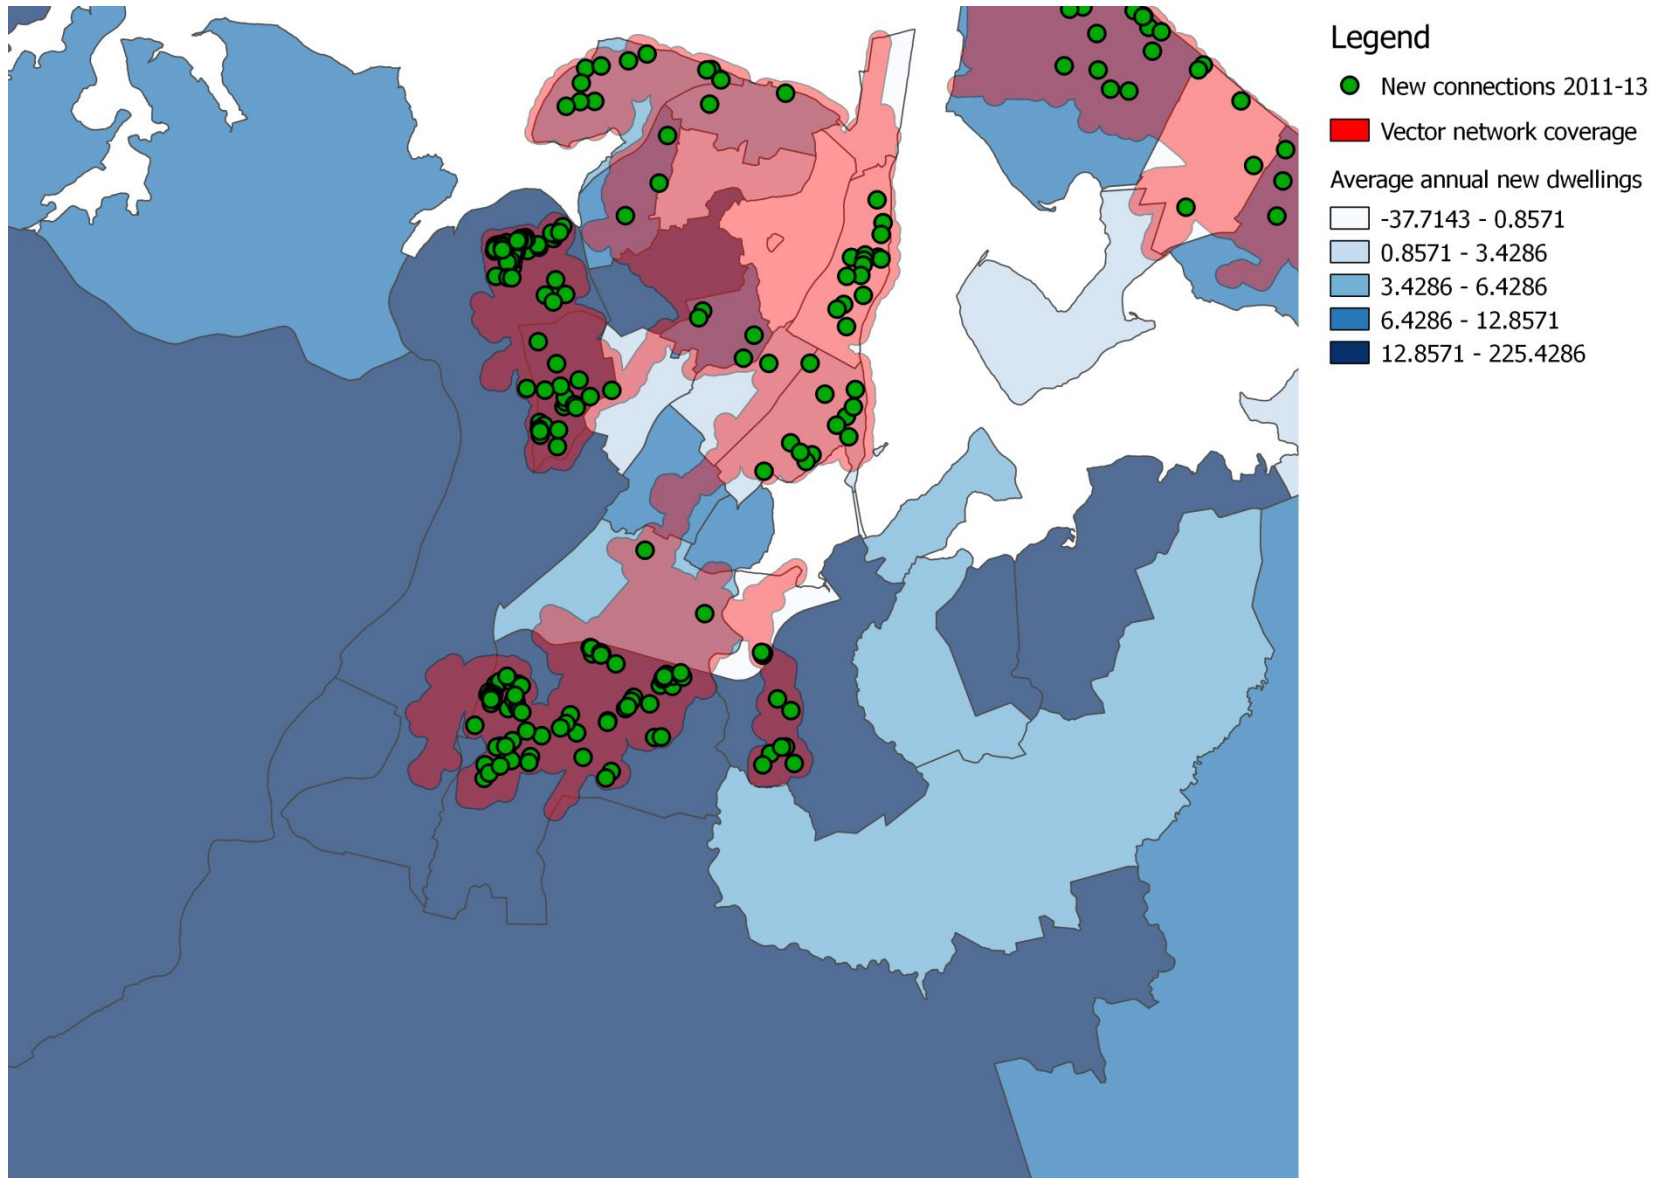 Legend
New connections 2011-13
Vector network coverage
Average annual new dwellings
-37.7143 - 0.8571
0.8571 - 3.4286
3.4286 - 6.4286
6.4286 - 12.8571
12.8571 - 225.4286